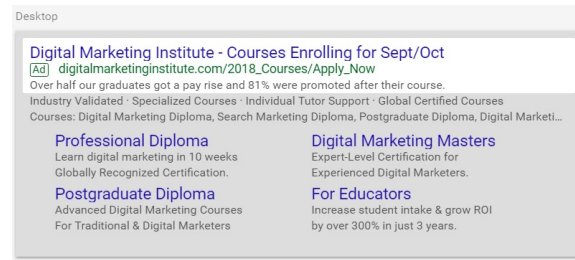 Desktop
Digital Marketing Institute - Courses Enrolling for Sept/Oct
Ad digitalmarketinginstitute.com/2018_Courses/Apply_Now
Over half our graduates got a pay rise and 81% were promoted after their course.
Industry Validated · Specialized Courses · Individual Tutor Support · Global Certified Courses
Courses: Digital Marketing Diploma, Search Marketing Diploma, Postgraduate Diploma, Digital Marketi...
Professional Diploma
Learn digital marketing in 10 weeks
Globally Recognized Certification.
Digital Marketing Masters
Expert-Level Certification for
Experienced Digital Marketers.
Postgraduate Diploma
Advanced Digital Marketing Courses
For Traditional & Digital Marketers
For Educators
Increase student intake & grow ROI
by over 300% in just 3 years.